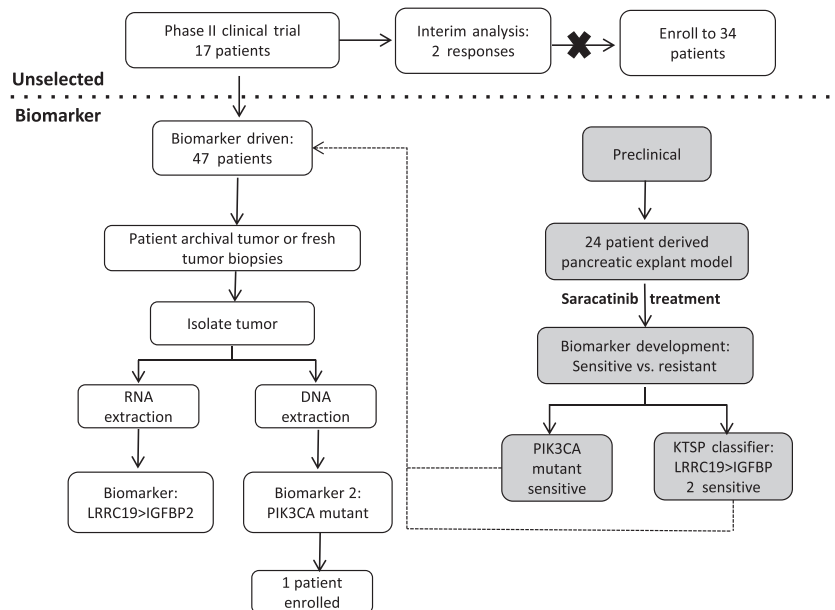 Phase II clinical trial
17 patients
Interim analysis:
2 responses
Enroll to 34
patients
Unselected
Biomarker
Biomarker driven:
47 patients
Patient archival tumor or fresh
tumor biopsies
Isolate tumor
RNA
extraction
DNA
extraction
Biomarker:
LRRC19>IGFBP2
Biomarker 2:
PIK3CA mutant
1 patient
enrolled
Preclinical
24 patient derived
pancreatic explant model
Saracatinib treatment
Biomarker development:
Sensitive vs. resistant
PIK3CA
mutant
sensitive
KTSP classifier:
LRRC19>IGFBP
2 sensitive